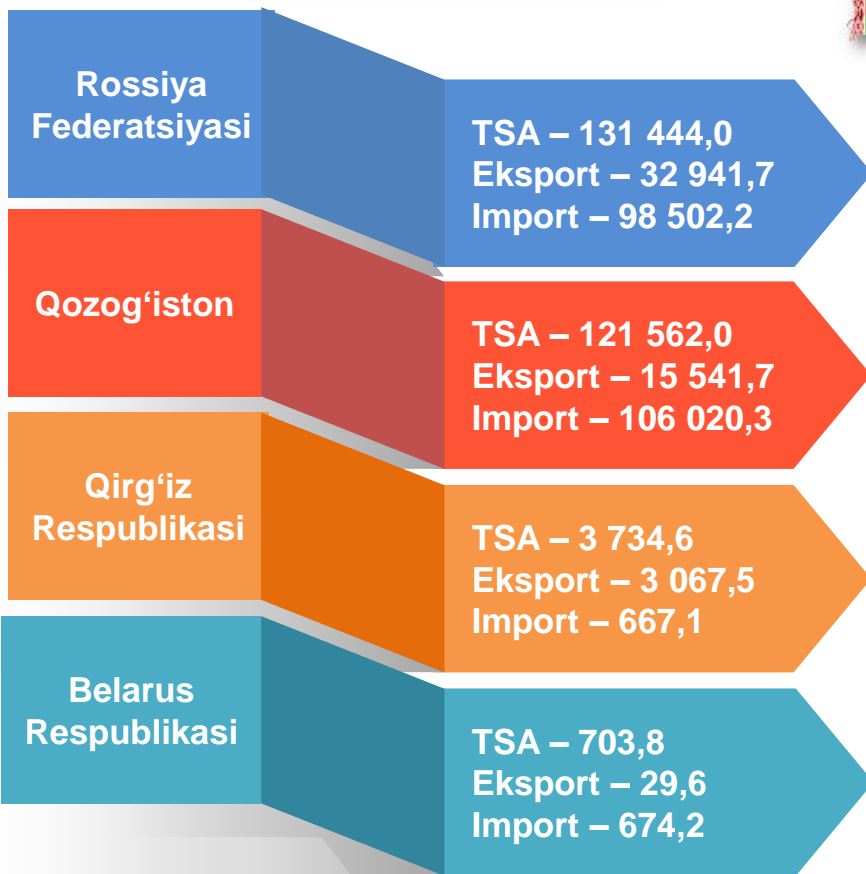 Rossiya
Federatsiyasi
TSA – 131 444,0
Eksport – 32 941,7
Import – 98 502,2
Qozog‘iston
TSA – 121 562,0
Eksport – 15 541,7
Import – 106 020,3
Qirg‘iz
Respublikasi
TSA – 3 734,6
Eksport – 3 067,5
Import – 667,1
Belarus
Respublikasi
TSA – 703,8
Eksport – 29,6
Import – 674,2